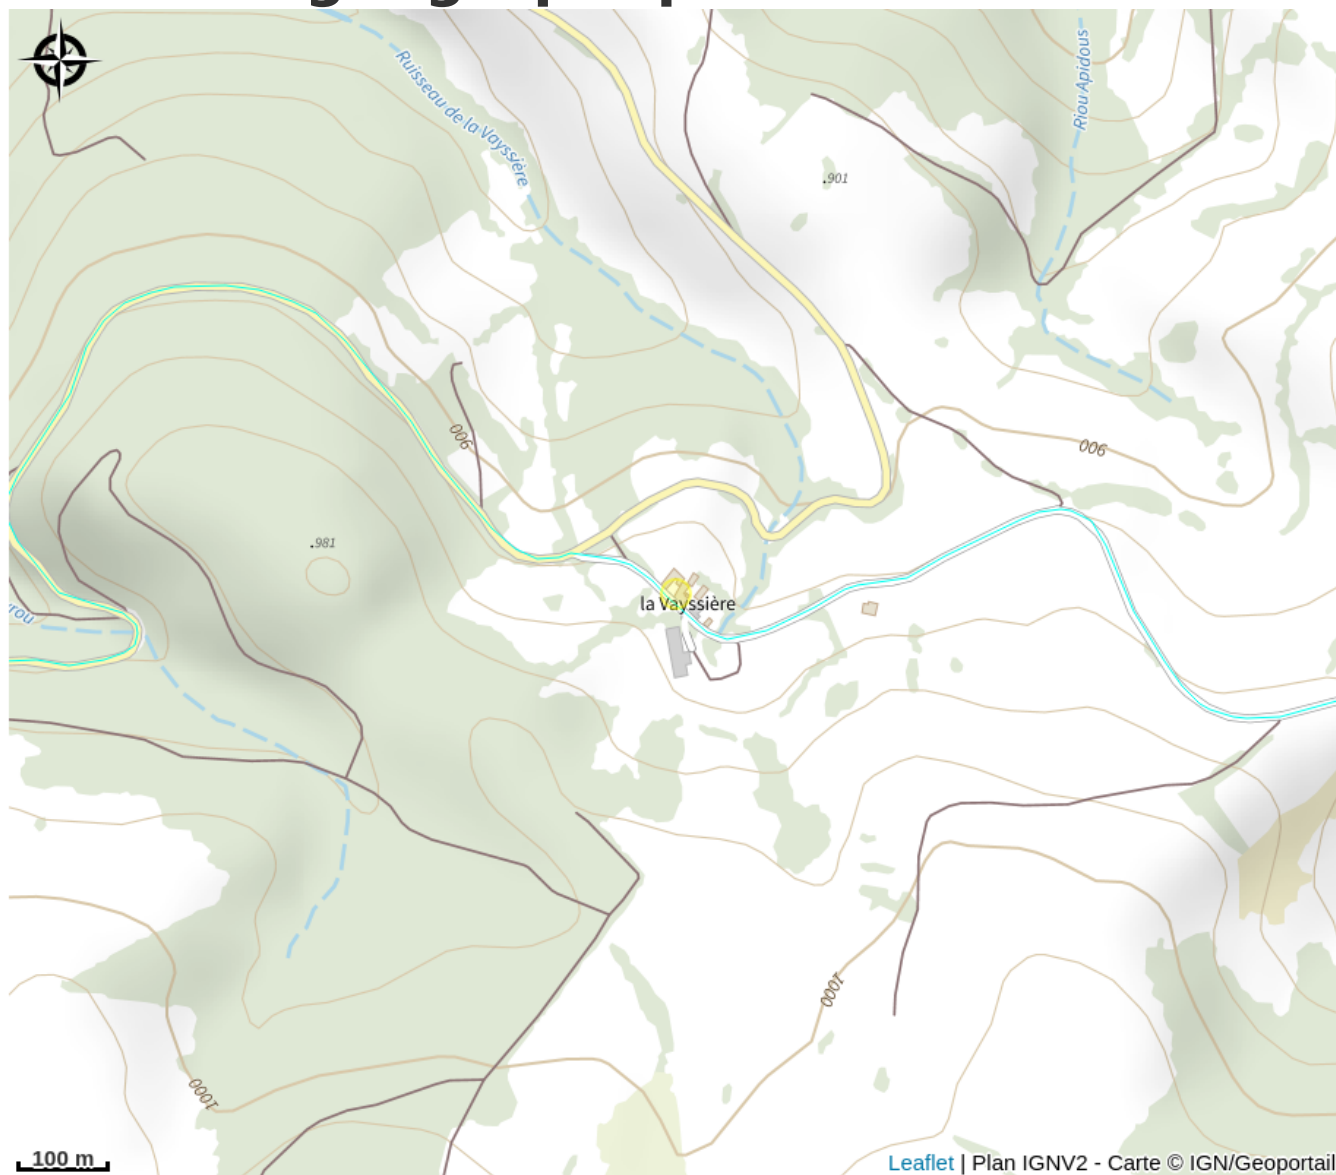 Ruisseau de la Vayssière
Riou Apidous
.901
900
900
.981
la Vayssière
1000
1000
100 m
Leaflet | Plan IGNV2 - Carte © IGN/Geoportail